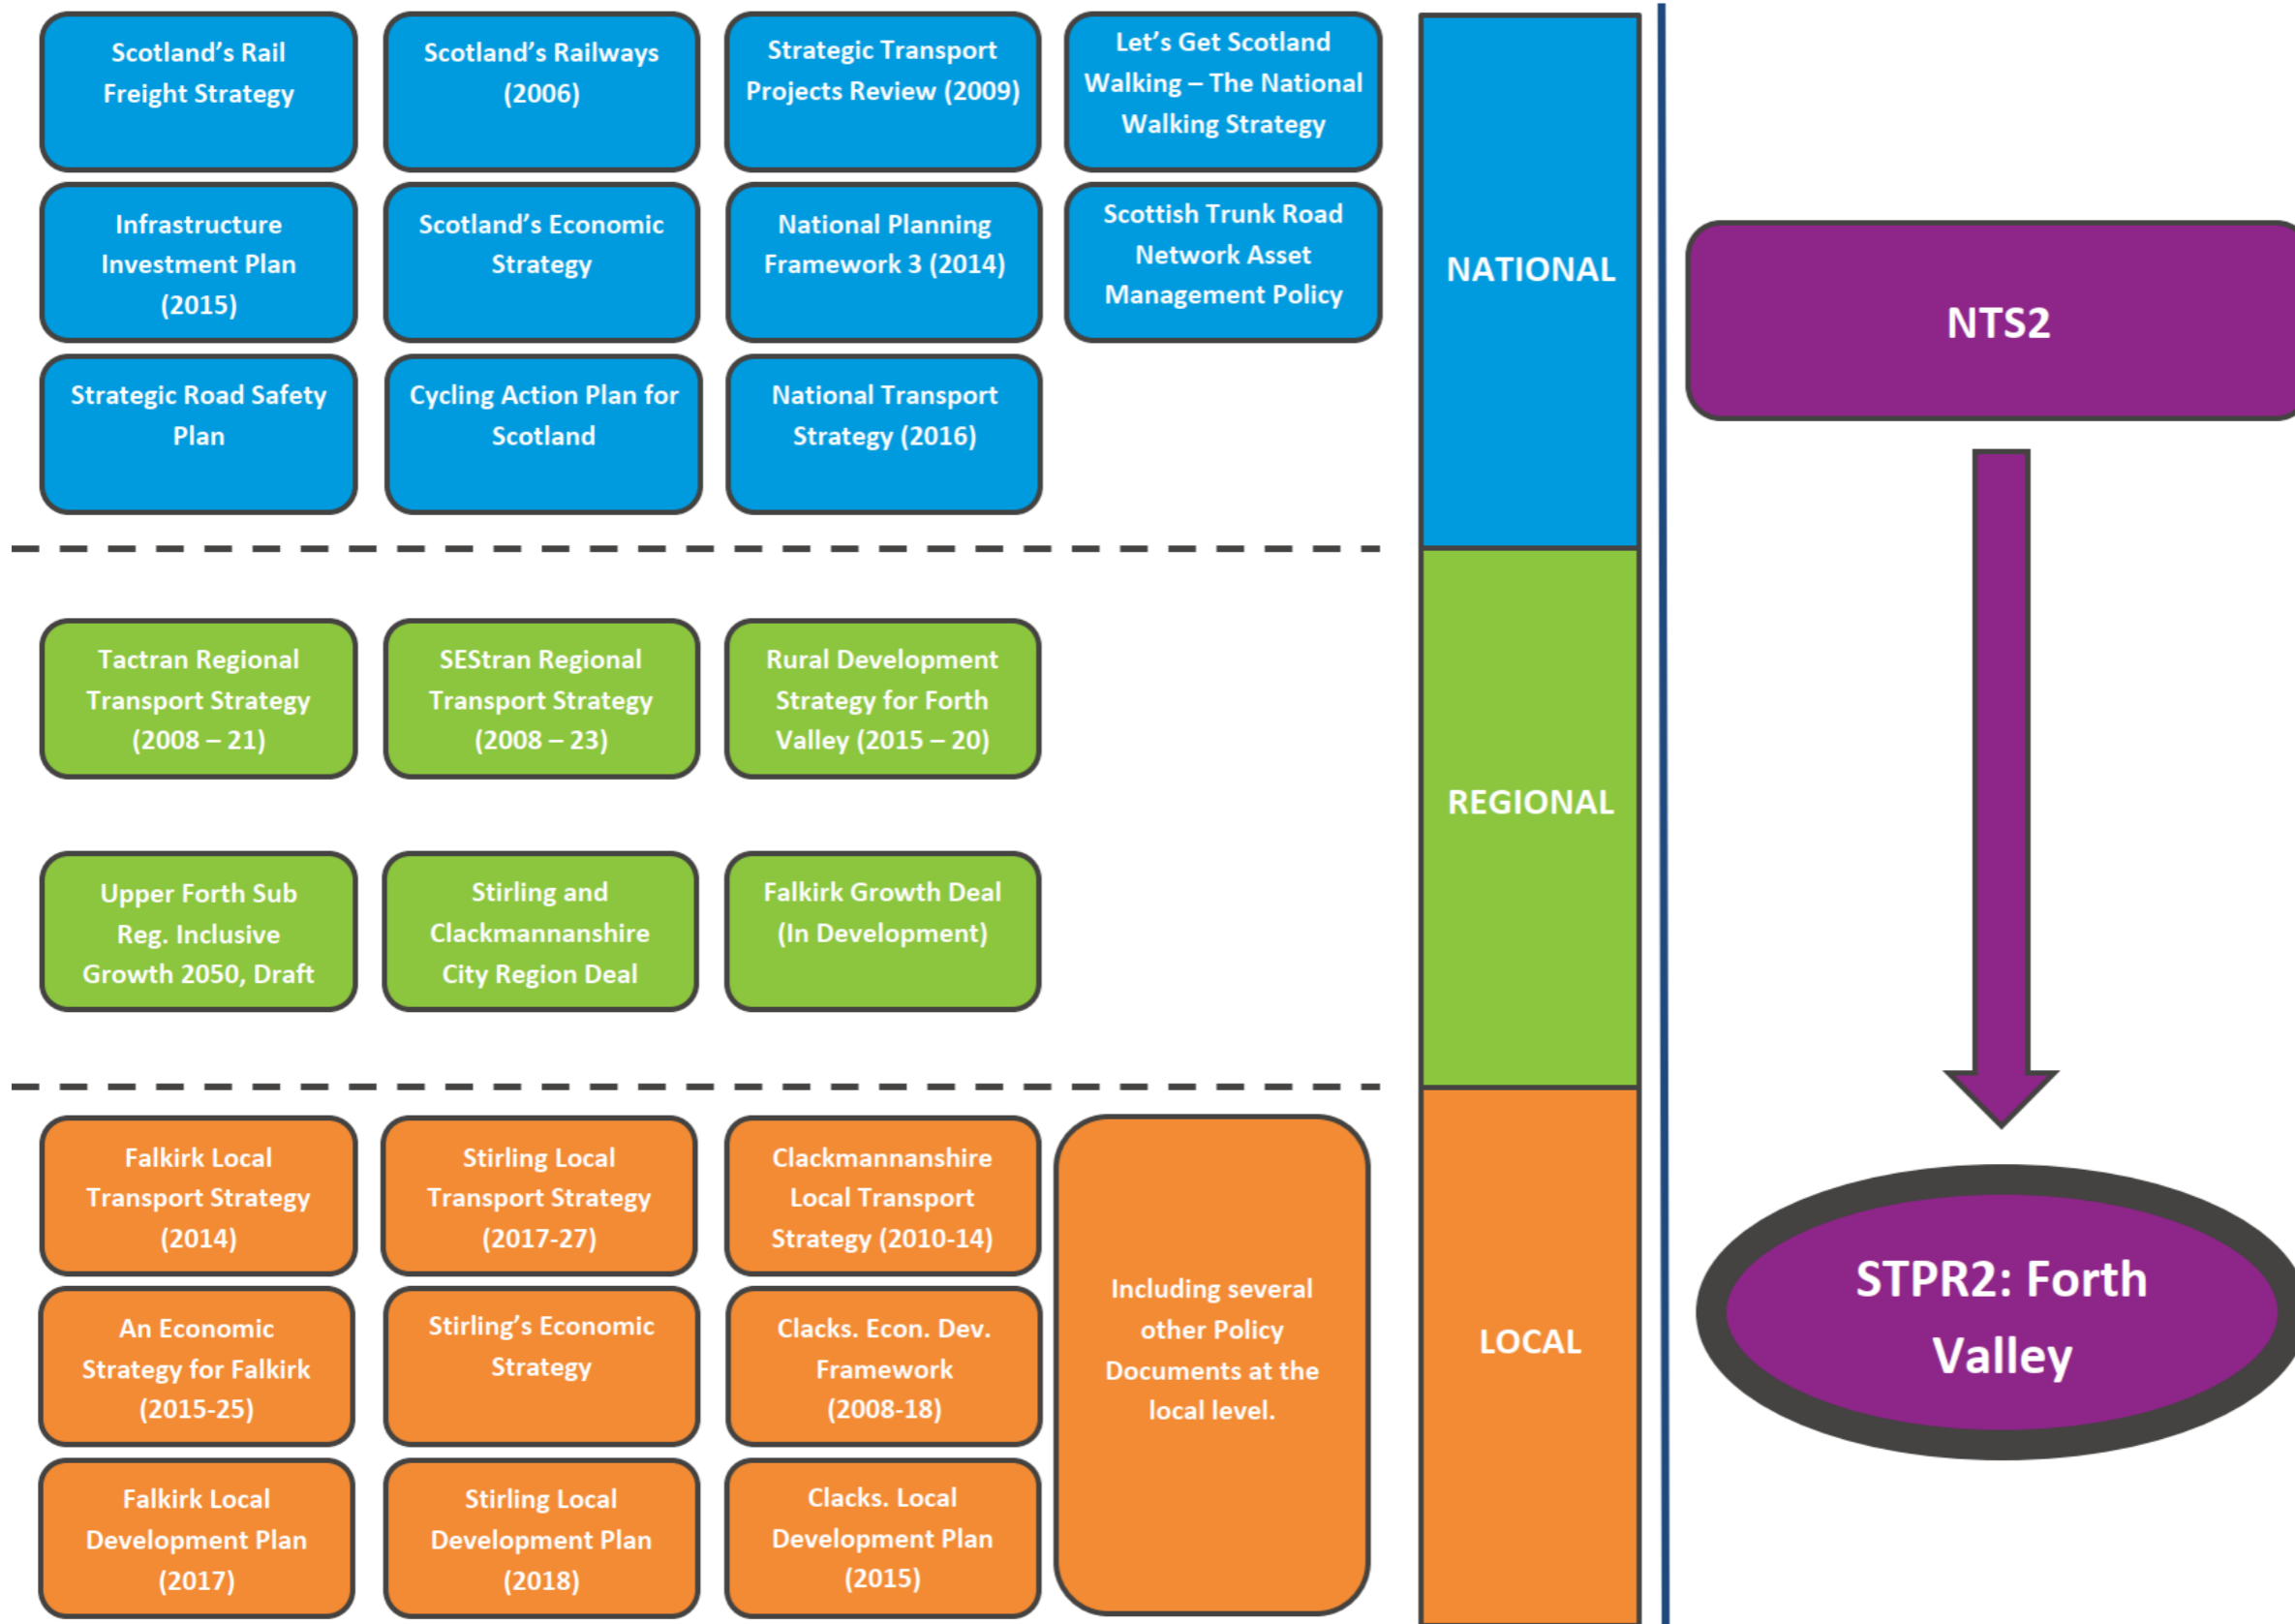 Scotland's Rail
Freight Strategy
Scotland's Railways
(2006)
Strategic Transport
Projects Review (2009)
Let's Get Scotland
Walking – The National
Walking Strategy
Infrastructure
Investment Plan
(2015)
Scotland's Economic
Strategy
National Planning
Framework 3 (2014)
Scottish Trunk Road
Network Asset
Management Policy
Strategic Road Safety
Plan
Cycling Action Plan for
Scotland
National Transport
Strategy (2016)
NATIONAL
Tactran Regional
Transport Strategy
(2008 – 21)
SEStran Regional
Transport Strategy
(2008 – 23)
Rural Development
Strategy for Forth
Valley (2015 – 20)
Upper Forth Sub
Reg. Inclusive
Growth 2050, Draft
Stirling and
Clackmannanshire
City Region Deal
Falkirk Growth Deal
(In Development)
REGIONAL
Falkirk Local
Transport Strategy
(2014)
Stirling Local
Transport Strategy
(2017-27)
Clackmannanshire
Local Transport
Strategy (2010-14)
An Economic
Strategy for Falkirk
(2015-25)
Stirling's Economic
Strategy
Clacks. Econ. Dev.
Framework
(2008-18)
Falkirk Local
Development Plan
(2017)
Stirling Local
Development Plan
(2018)
Clacks. Local
Development Plan
(2015)
Including several
other Policy
Documents at the
local level.
LOCAL
NTS2
STPR2: Forth
Valley